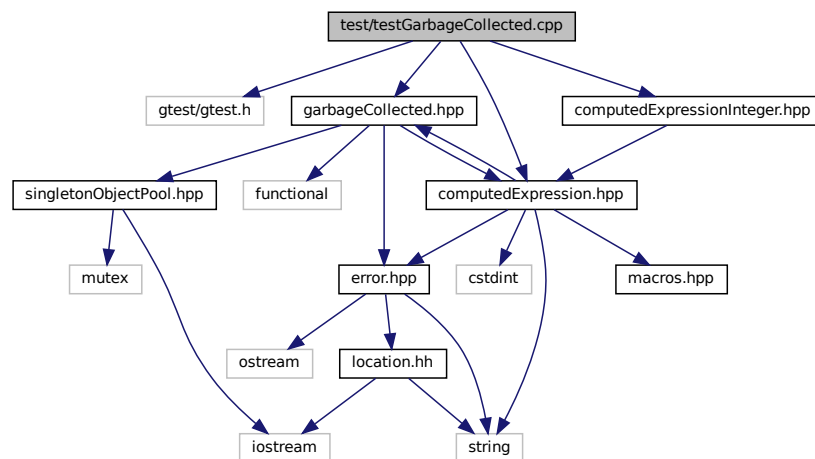 test/testGarbageCollected.cpp
gtest/gtest.h
garbageCollected.hpp
computedExpressionInteger.hpp
singletonObjectPool.hpp
functional
computedExpression.hpp
mutex
error.hpp
cstdint
macros.hpp
ostream
location.hh
iostream
string